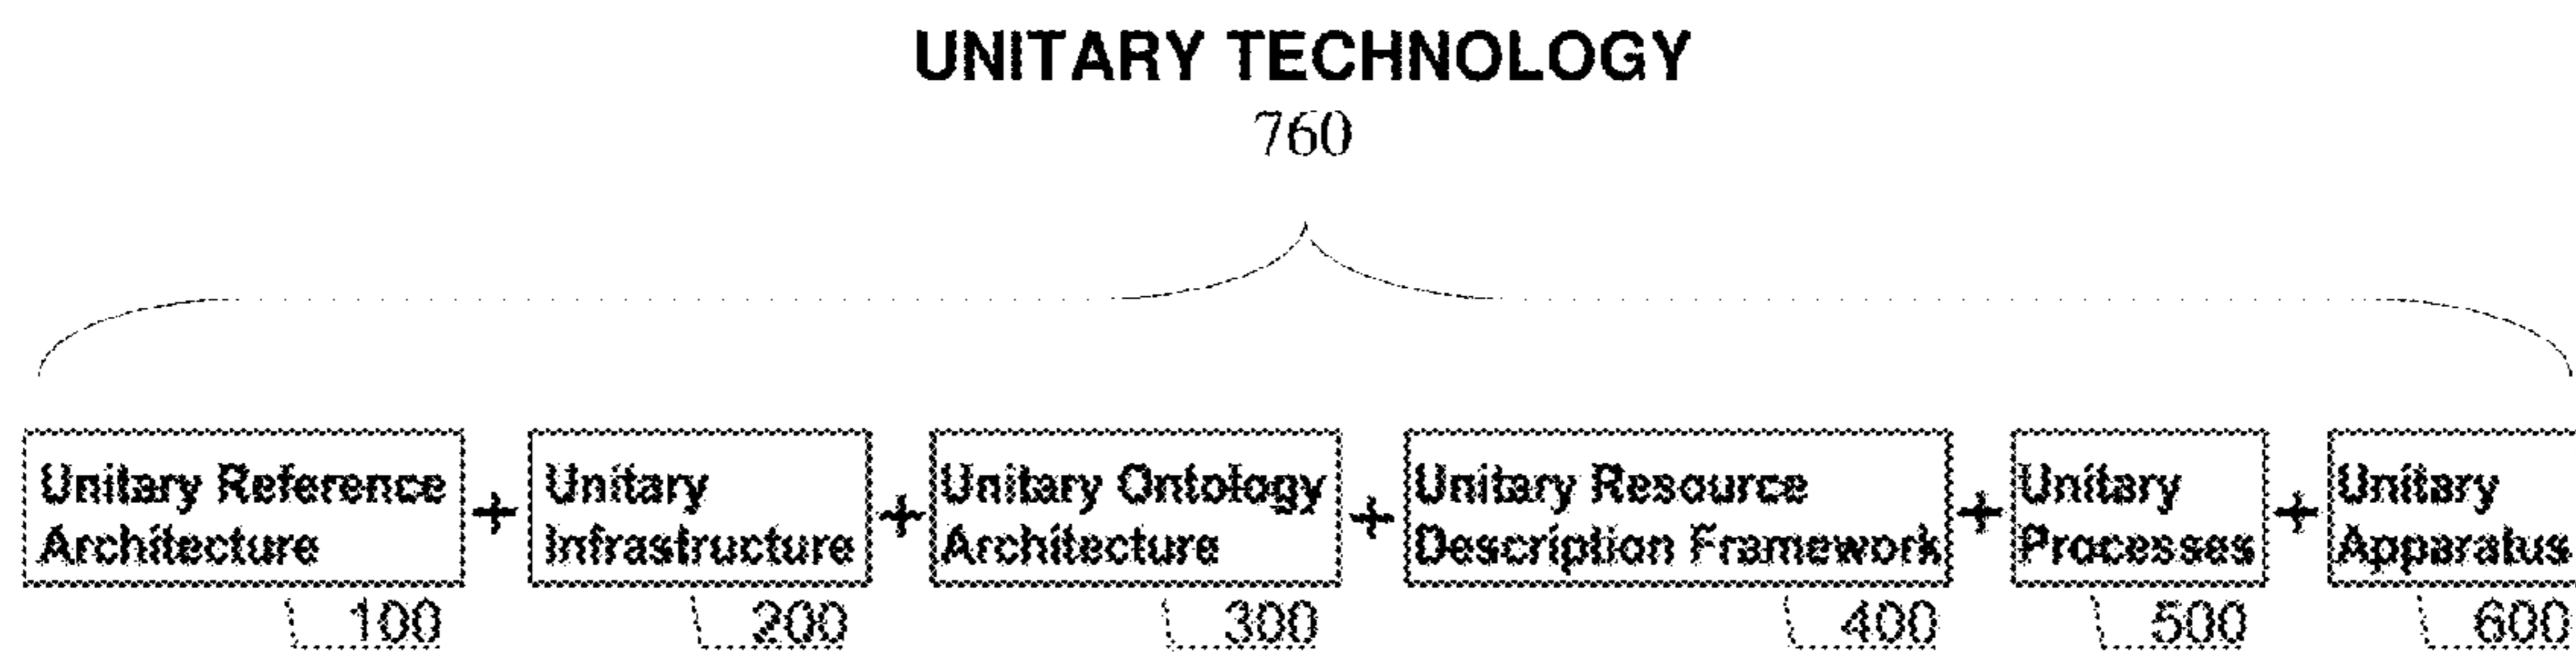 UNITARY TECHNOLOGY
760
Unitary Reference Architecture + Unitary Infrastructure + Unitary Ontology Architecture + Unitary Resource Description Framework + Unitary Processes + Unitary Apparatus
100 200 300 400 500 600